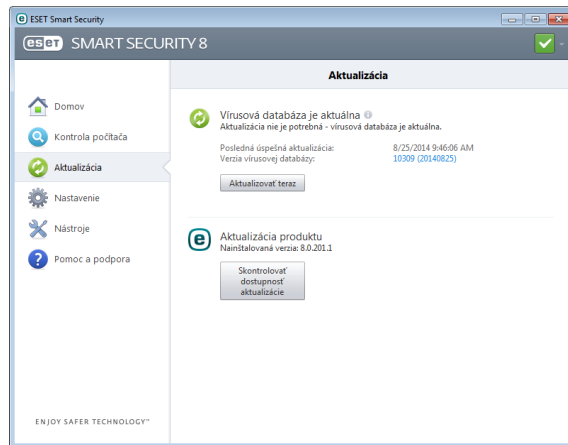 ESET Smart Security
eset SMART SECURITY 8
Aktualizácia
Domov
Kontrola počítača
Aktualizácia
Nastavenie
Nástroje
Pomoc a podpora
Vírusová databáza je aktuálna
Aktualizácia nie je potrebná - vírusová databáza je aktuálna.
Posledná úspešná aktualizácia: 8/25/2014 9:46:06 AM
Verzia vírusovej databázy: 10309 (20140825)
Aktualizovať teraz
Aktualizácia produktu
Nainštalovaná verzia: 8.0.201.1
Skontrolovať
dostupnosť
aktualizácie
ENJOY SAFER TECHNOLOGY™